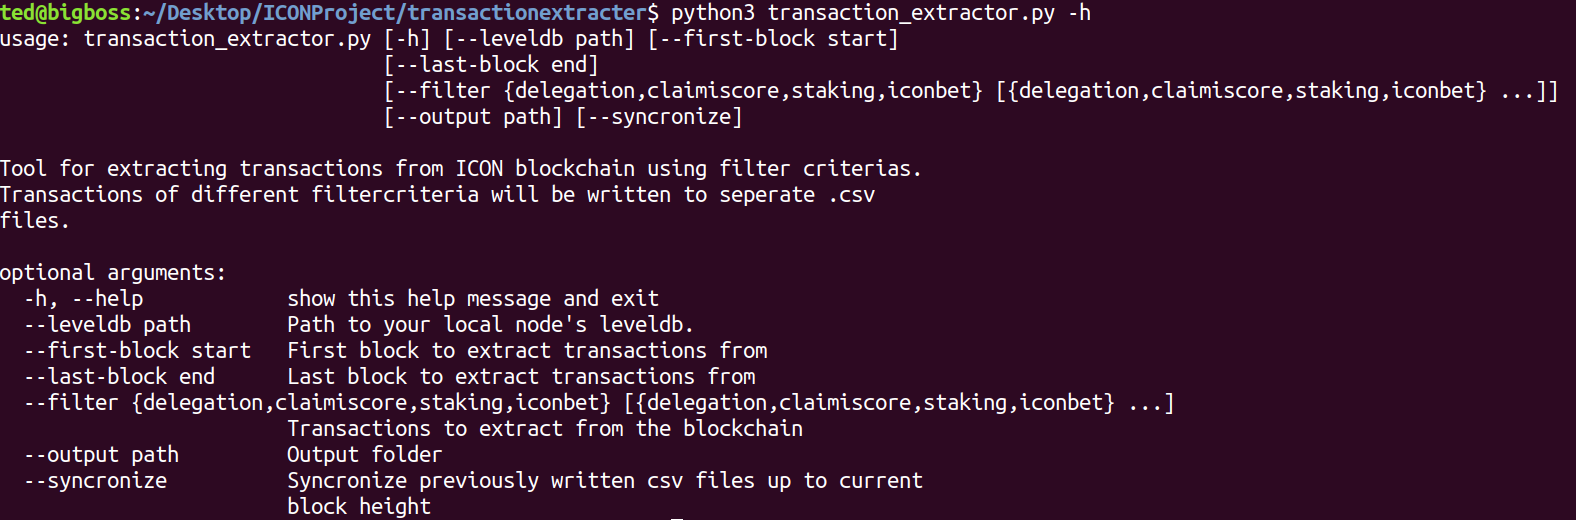 ted@bigboss:~/Desktop/ICONProject/transactionextracter$ python3 transaction_extractor.py -h
usage: transaction_extractor.py [-h] [--leveldb path] [--first-block start]
[--last-block end]
[--filter {delegation,claimiscore,staking,iconbet} [{delegation,claimiscore,staking,iconbet} ...]]
[--output path] [--syncronize]
Tool for extracting transactions from ICON blockchain using filter criterias.
Transactions of different filtercriteria will be written to seperate .csv
files.
optional arguments:
-h, --help show this help message and exit
--leveldb path Path to your local node's leveldb.
--first-block start First block to extract transactions from
--last-block end Last block to extract transactions from
--filter {delegation,claimiscore,staking,iconbet} [{delegation,claimiscore,staking,iconbet} ...]
Transactions to extract from the blockchain
--output path Output folder
--syncronize Syncronize previously written csv files up to current
block height